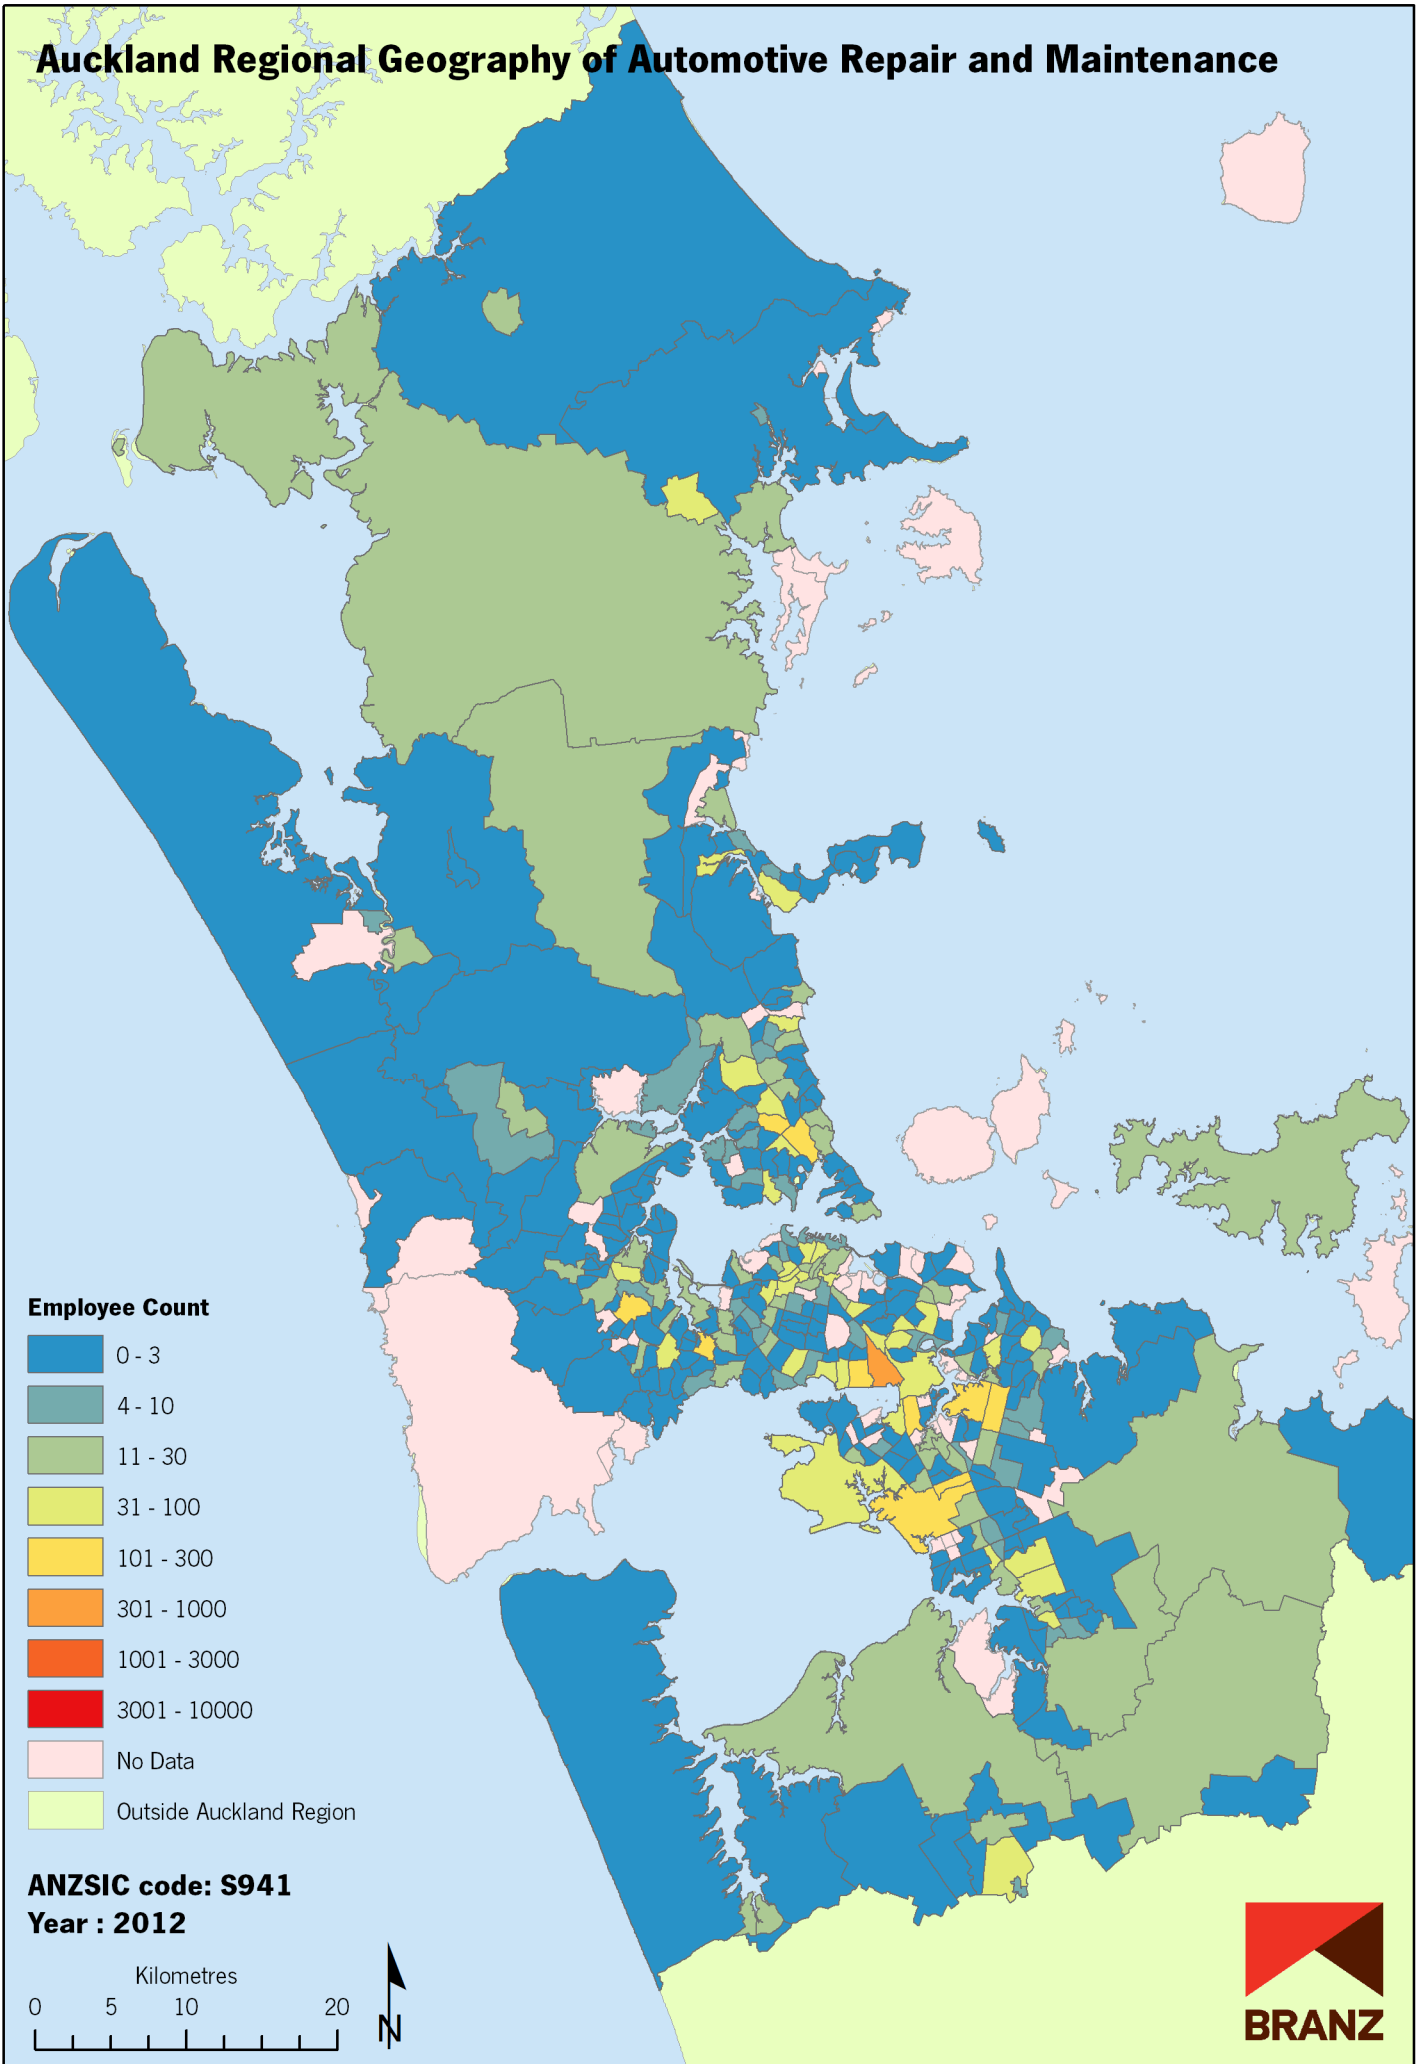 Auckland Regional Geography of Automotive Repair and Maintenance
Employee Count
0 - 3
4 - 10
11 - 30
31 - 100
101 - 300
301 - 1000
1001 - 3000
3001 - 10000
No Data
Outside Auckland Region
ANZSIC code: S941
Year : 2012
Kilometres
0 5 10 20
N
BRANZ